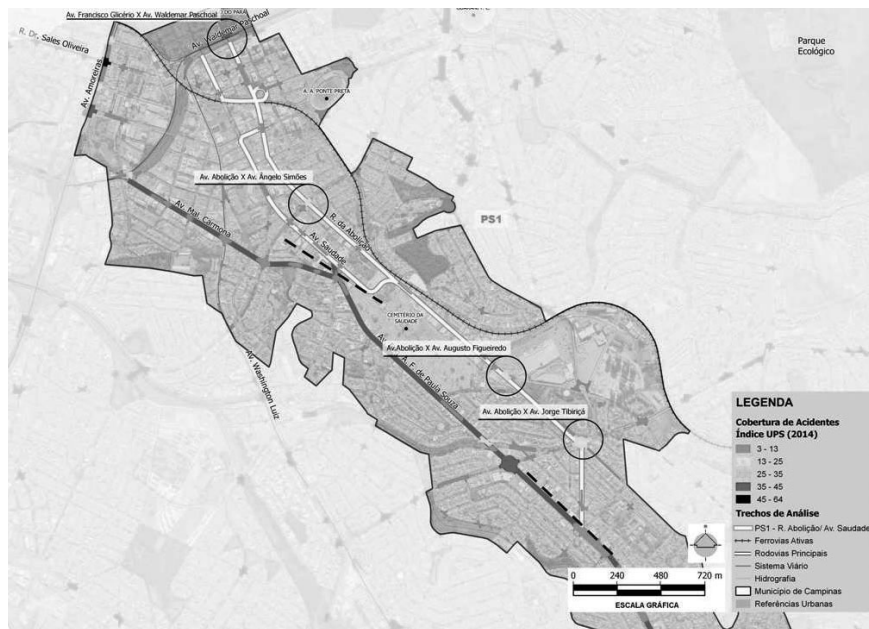 Av. Francisco Glicério X Av. Waldemar Paschoal
Av. Waldemar Paschoal
R. Dr. Sales Oliveira
Av. Amoreiras
A. A. PONTE PRETA
Parque
Ecológico
Av. Abolição X Av. Ângelo Simões
Av. Mal. Carmona
R. da Abolição
PS1
Av. Saudade
CEMITÉRIO DA
SAUDADE
Av. Washington Luiz
Av.Abolição X Av. Augusto Figueiredo
A. F. de Paula Souza
Av. Abolição X Av. Jorge Tibiriçá
LEGENDA
Cobertura de Acidentes
Índice UPS (2014)
3 - 13
13 - 25
25 - 35
35 - 45
45 - 64
Trechos de Análise
PS1 - R. Abolição/ Av. Saudade
Ferrovias Ativas
Rodovias Principais
Sistema Viário
Hidrografia
Município de Campinas
Referências Urbanas
0 240 480 720 m
ESCALA GRÁFICA